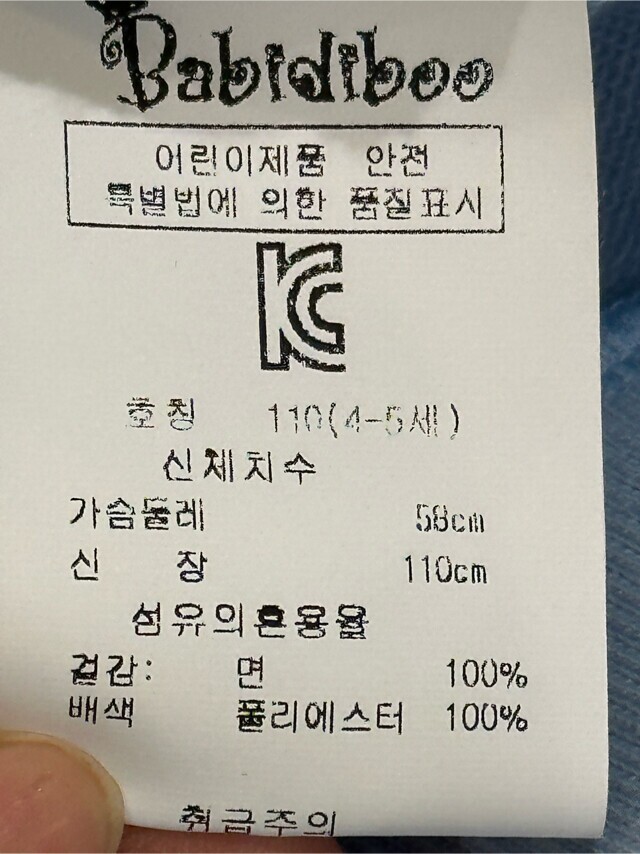 Babidiboo
어린이제품 안전
특별법에 의한 품질표시
KC
호칭 110(4-5세)
신체치수
가슴둘레 58cm
신 장 110cm
섬유의혼용율
겉감: 면 100%
배색 폴리에스터 100%
취급주의